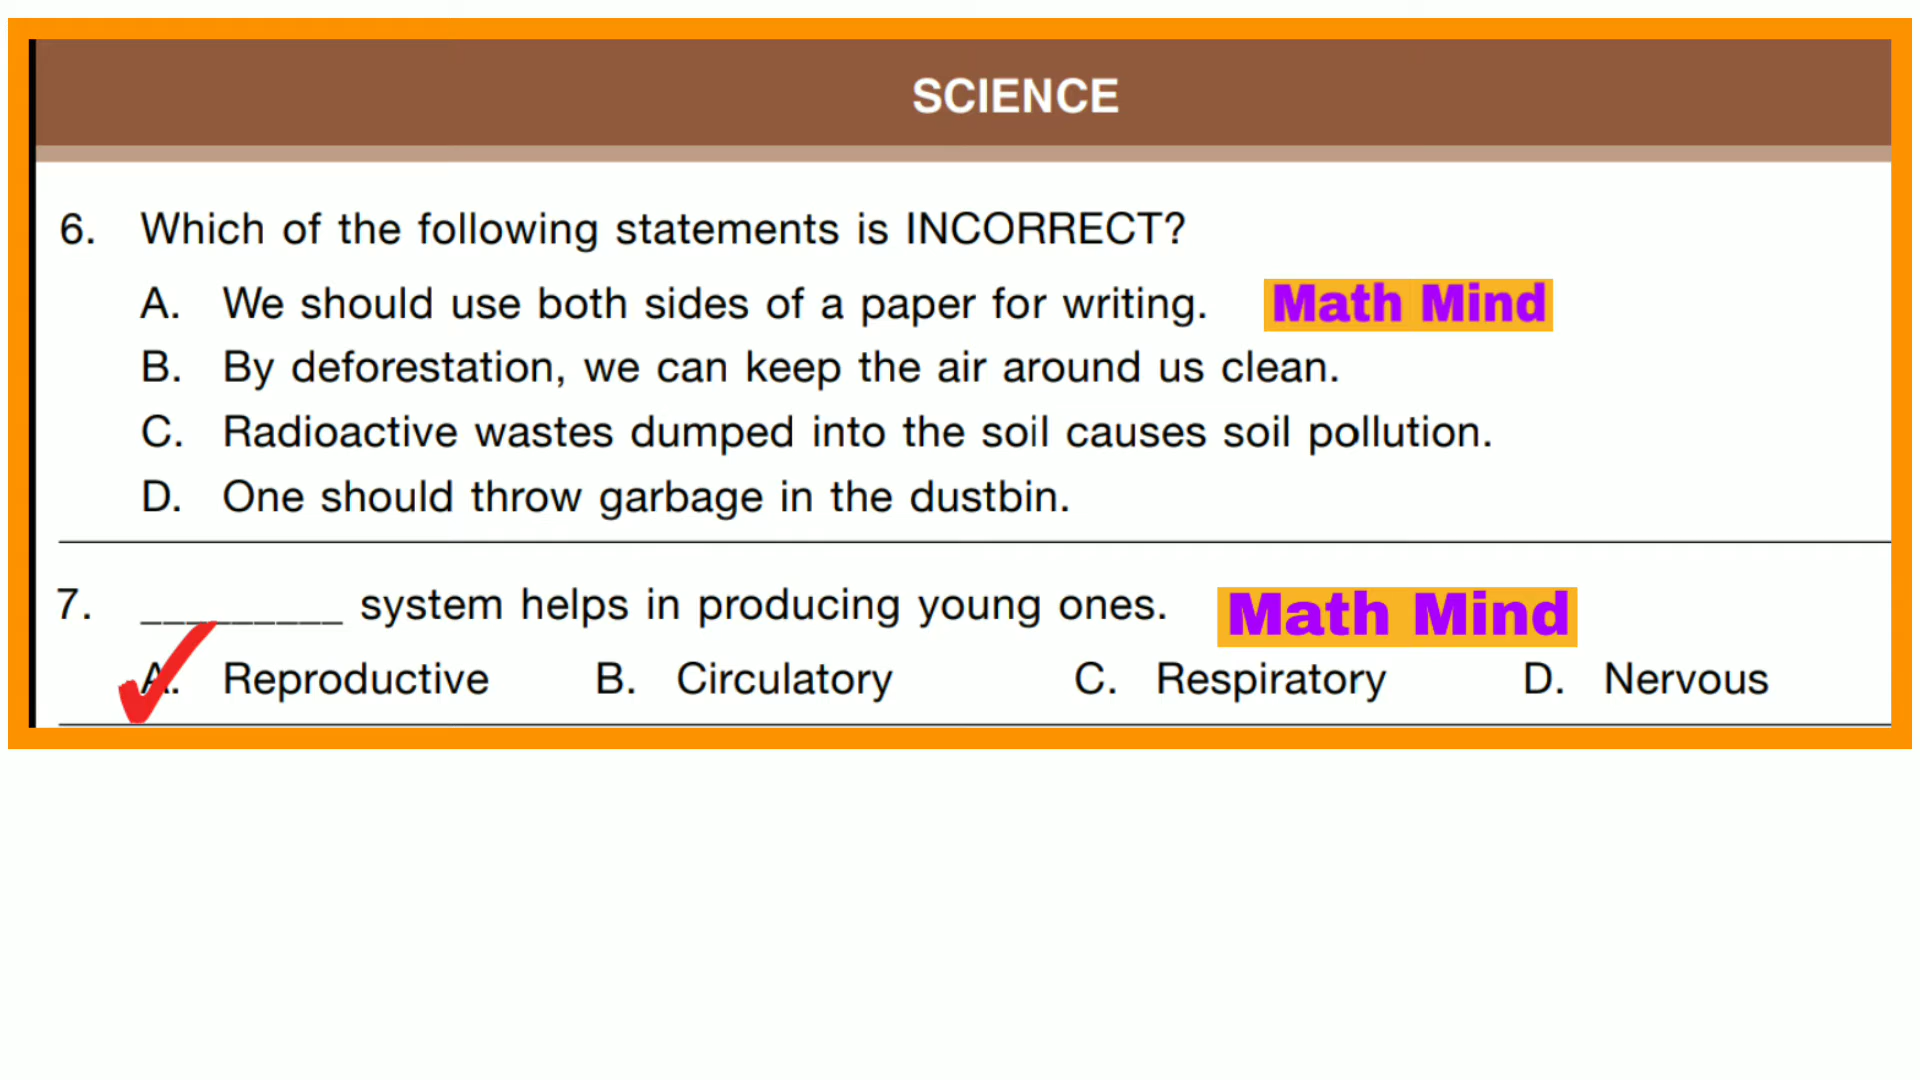 SCIENCE
6. Which of the following statements is INCORRECT?
A. We should use both sides of a paper for writing. Math Mind
B. By deforestation, we can keep the air around us clean.
C. Radioactive wastes dumped into the soil causes soil pollution.
D. One should throw garbage in the dustbin.
7. _________ system helps in producing young ones. Math Mind
A. Reproductive B. Circulatory C. Respiratory D. Nervous